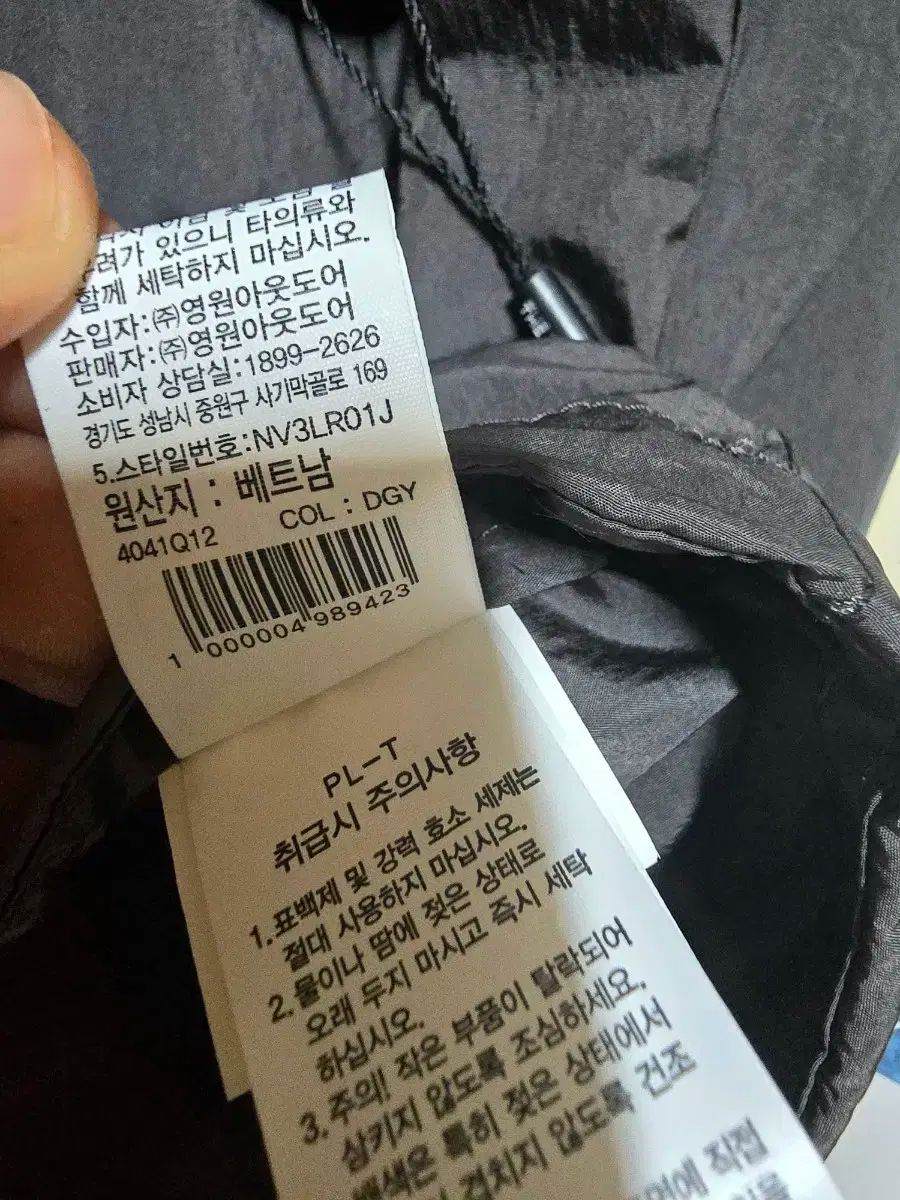 우려가 있으니 타의류와
함께 세탁하지 마십시오.
수입자:㈜영원아웃도어
판매자:㈜영원아웃도어
소비자 상담실:1899-2626
경기도 성남시 중원구 사기막골로 169
5.스타일번호:NV3LR01J
원산지 : 베트남
4041Q12 COL : DGY
1 000004 989423
PL-T
취급시 주의사항
1.표백제 및 강력 효소 세제는
절대 사용하지 마십시오.
2.물이나 땀에 젖은 상태로
오래 두지 마시고 즉시 세탁
하십시오.
3.주의! 작은 부품이 탈락되어
삼키지 않도록 조심하세요.
배색은 특히 젖은 상태에서
겹치지 않도록 건조
직접